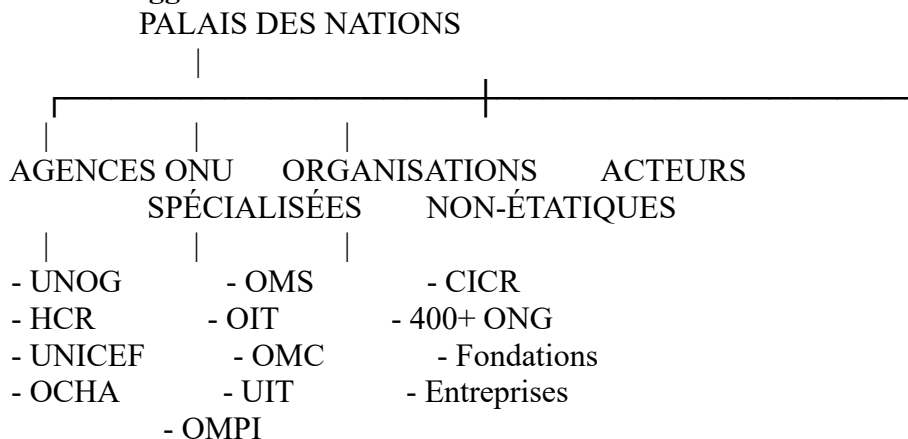 PALAIS DES NATIONS
AGENCES ONU ORGANISATIONS ACTEURS
SPÉCIALISÉES NON-ÉTATIQUES
- UNOG - OMS - CICR
- HCR - OIT - 400+ ONG
- UNICEF - OMC - Fondations
- OCHA - UIT - Entreprises
- OMPI